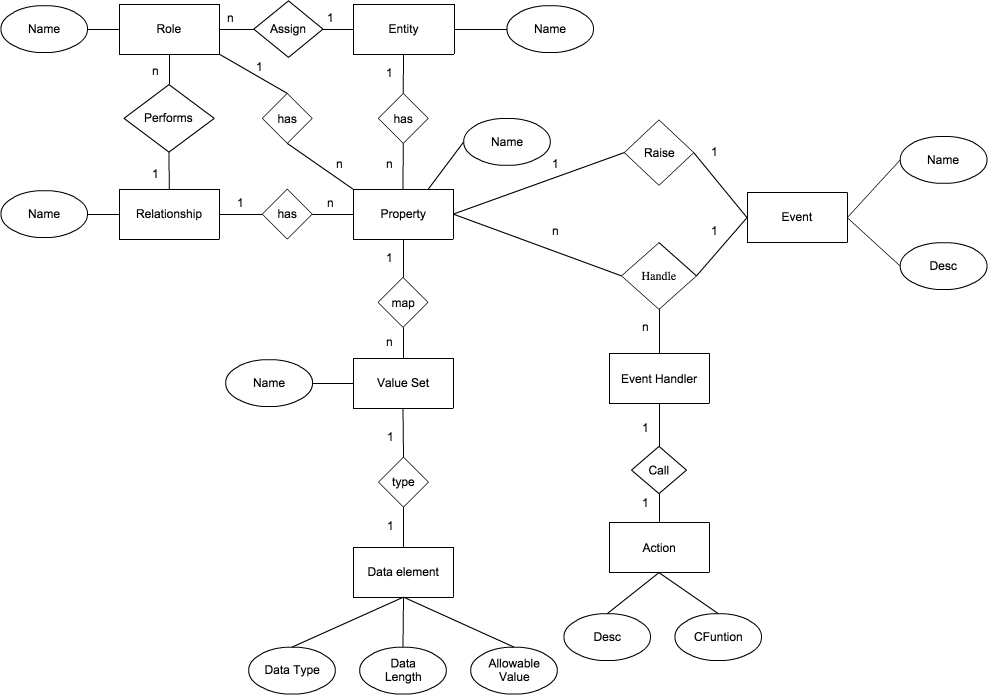 Name
Role
n
Assign
1
Entity
Name
n
1
1
Performs
has
has
Name
1
Raise
1
Name
n
n
1
Name
Relationship
1
has
n
Property
Event
n
1
Desc
1
Handle
map
n
n
Name
Value Set
Event Handler
1
1
Call
type
1
1
Action
Data element
Desc
CFuntion
Data Type
Data
Length
Allowable
Value